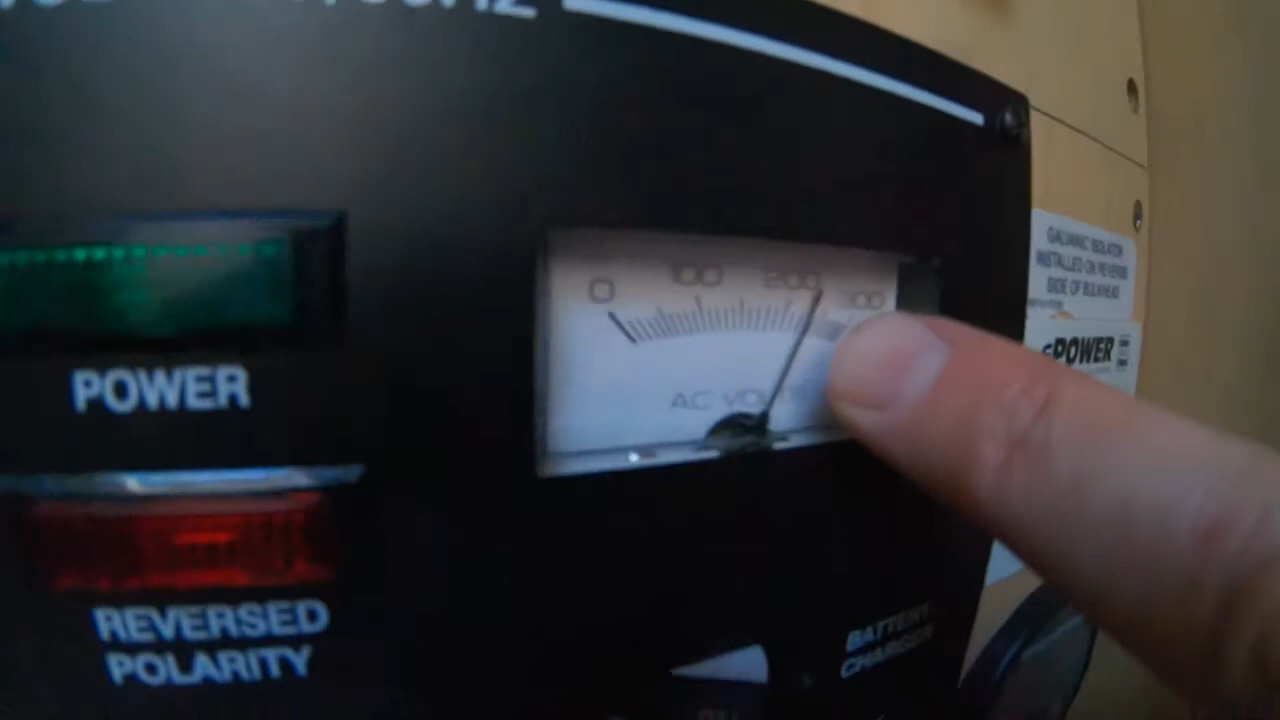 POWER
REVERSED
POLARITY
0 100 200 300
AC VOLTS
BATTERY
CHARGER
GALVANIC ISOLATOR
INSTALLED ON REVERSE
SIDE OF BULKHEAD
POWER